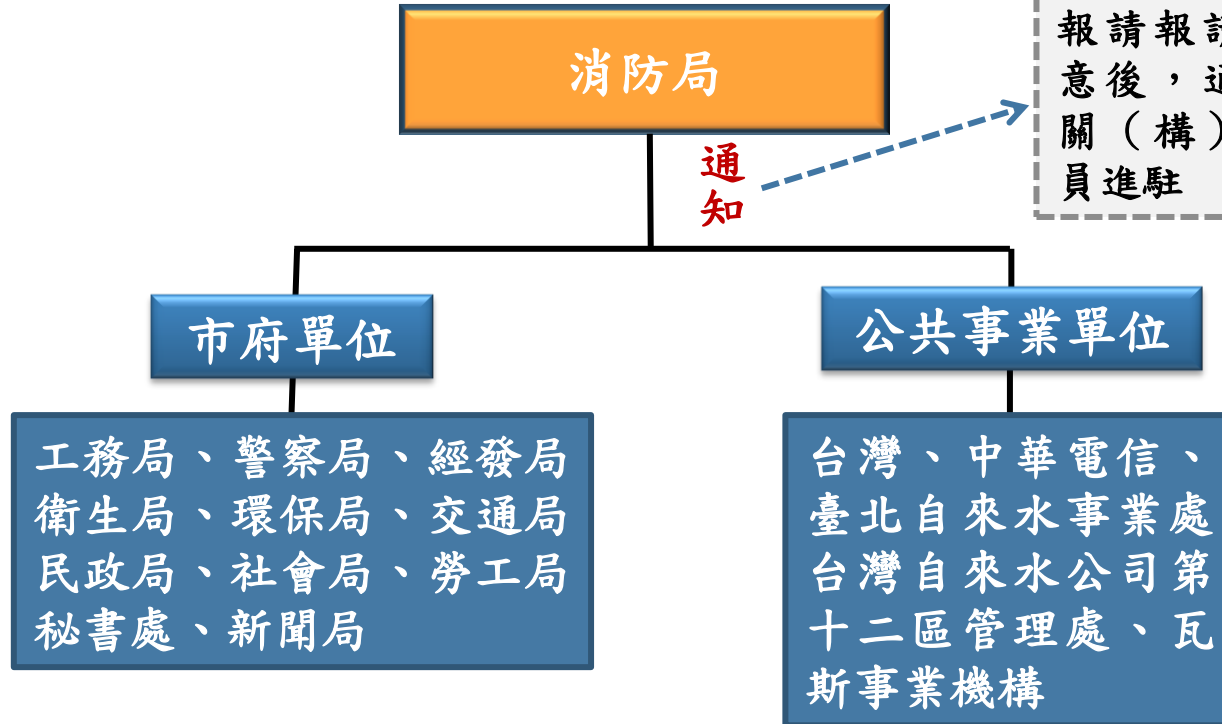 消防局
報請報請
意後，通
關（構）
員進駐
通知
市府單位
公共事業單位
工務局、警察局、經發局
衛生局、環保局、交通局
民政局、社會局、勞工局
秘書處、新聞局
台灣、中華電信、
臺北自來水事業處
台灣自來水公司第
十二區管理處、瓦
斯事業機構